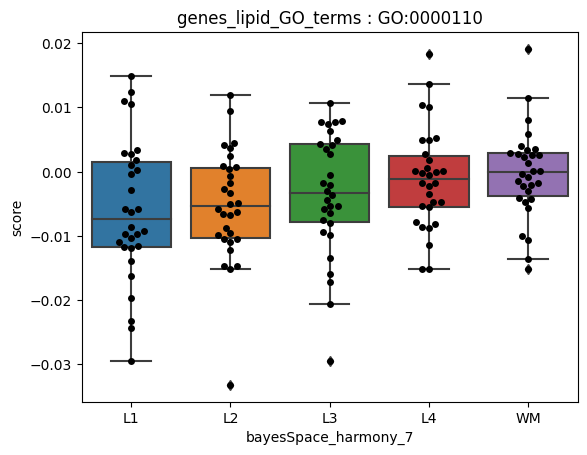 genes_lipid_GO_terms : GO:0000110
0.02
0.01
0.00
−0.01
−0.02
−0.03
score
L1 L2 L3 L4 WM
bayesSpace_harmony_7